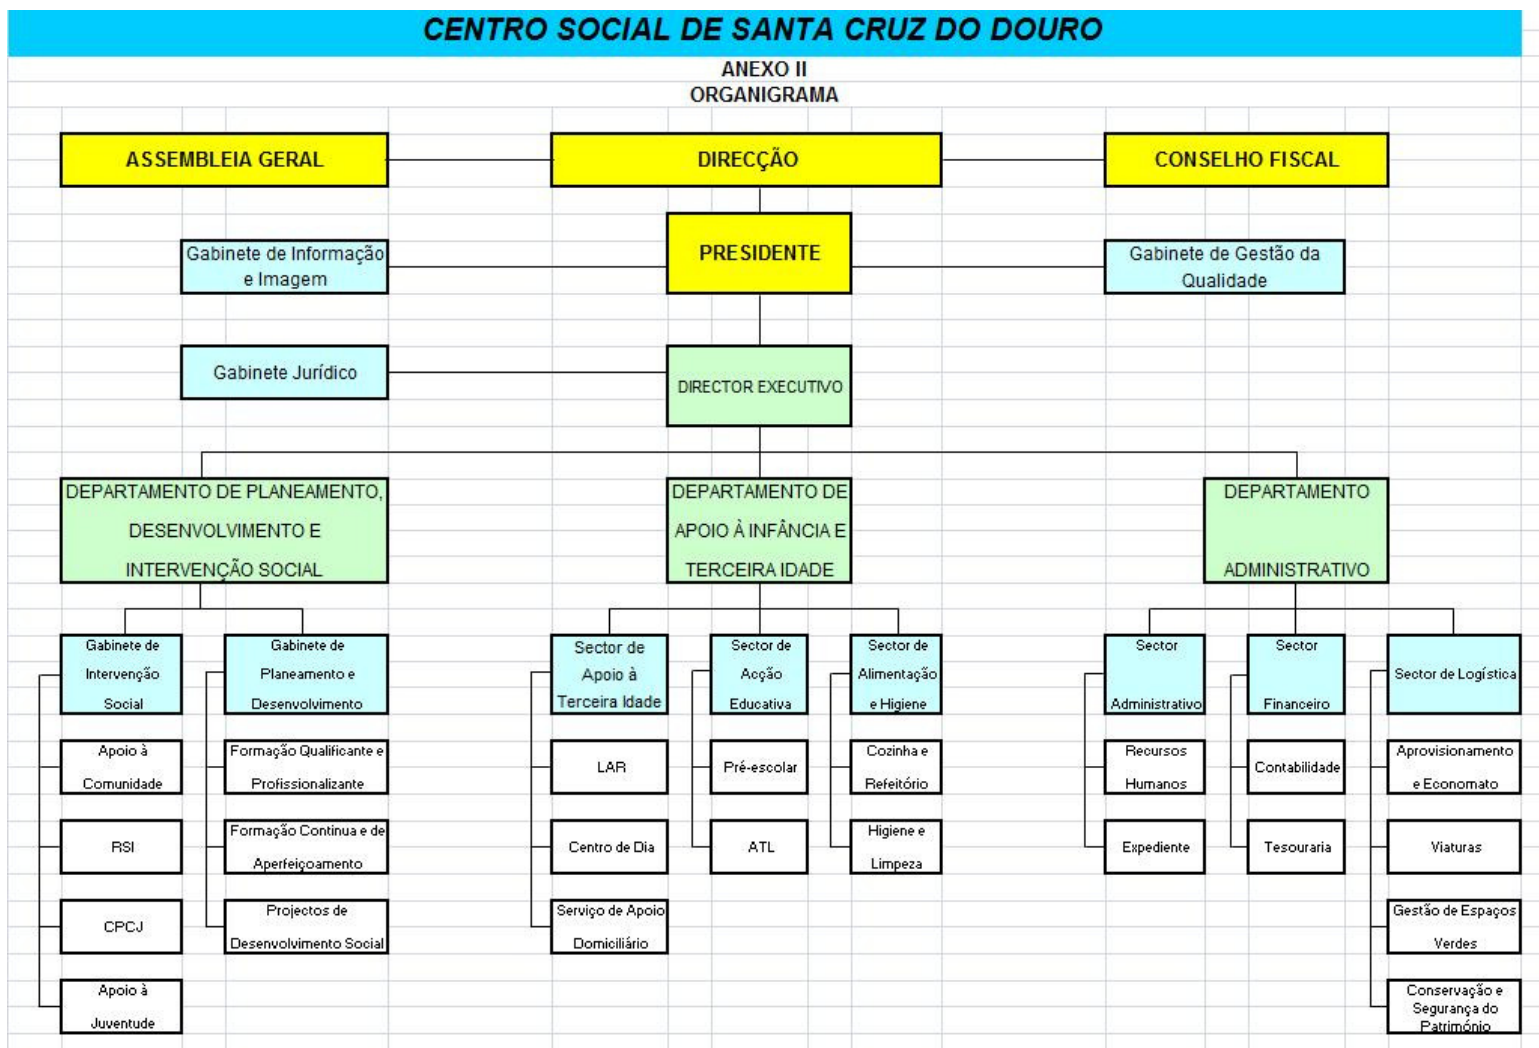 CENTRO SOCIAL DE SANTA CRUZ DO DOURO
ANEXO II
ORGANIGRAMA
ASSEMBLEIA GERAL
DIRECÇÃO
CONSELHO FISCAL
PRESIDENTE
Gabinete de Informação
e Imagem
Gabinete de Gestão da
Qualidade
Gabinete Jurídico
DIRECTOR EXECUTIVO
DEPARTAMENTO DE PLANEAMENTO,
DESENVOLVIMENTO E
INTERVENÇÃO SOCIAL
DEPARTAMENTO DE
APOIO À INFÂNCIA E
TERCEIRA IDADE
DEPARTAMENTO
ADMINISTRATIVO
Gabinete de
Intervenção
Social
Gabinete de
Planeamento e
Desenvolvimento
Sector de
Apoio à
Terceira Idade
Sector de
Acção
Educativa
Sector de
Alimentação
e Higiene
Sector
Administrativo
Sector
Financeiro
Sector de Logística
Apoio à
Comunidade
Formação Qualificante e
Profissionalizante
LAR
Pré-escolar
Cozinha e
Refeitório
Recursos
Humanos
Contabilidade
Aprovisionamento
e Economato
RSI
Formação Continua e de
Aperfeiçoamento
Centro de Dia
ATL
Higiene e
Limpeza
Expediente
Tesouraria
Viaturas
CPCJ
Projectos de
Desenvolvimento Social
Serviço de Apoio
Domiciliário
Gestão de Espaços
Verdes
Apoio à
Juventude
Conservação e
Segurança do
Património